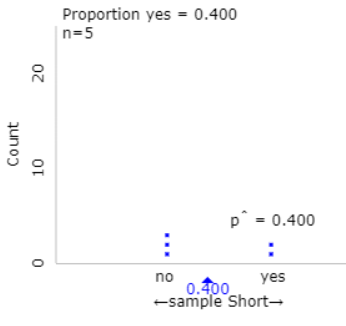 Proportion yes = 0.400
n=5
Count
20
10
0
p^ = 0.400
no
yes
0.400
←sample Short→